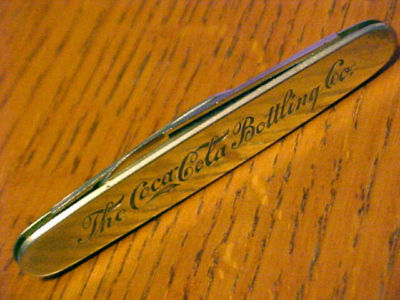 The Coca-Cola Bottling Co.